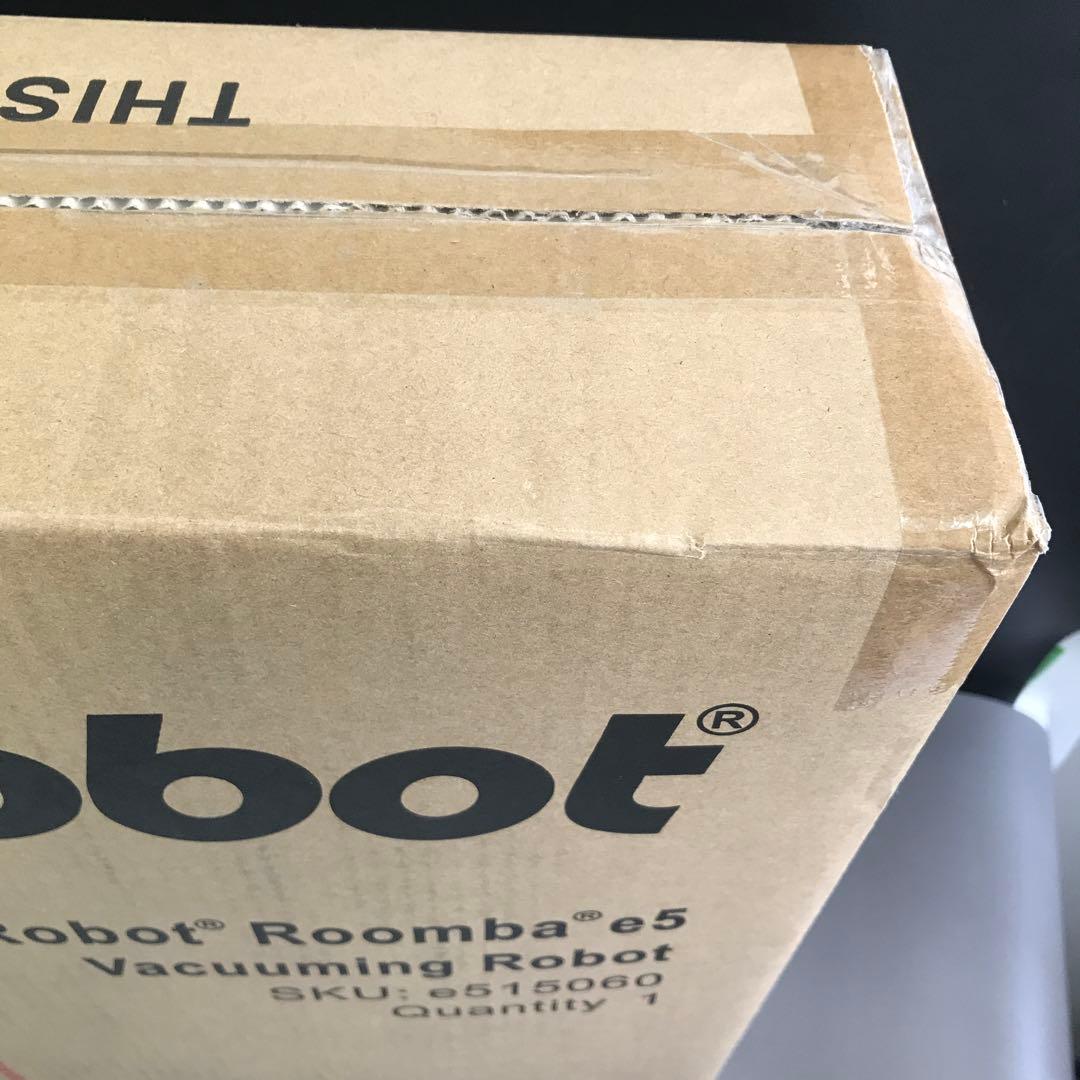 THIS
obot®
Robot® Roomba® e5
Vacuuming Robot
SKU: e515060
Quantity 1